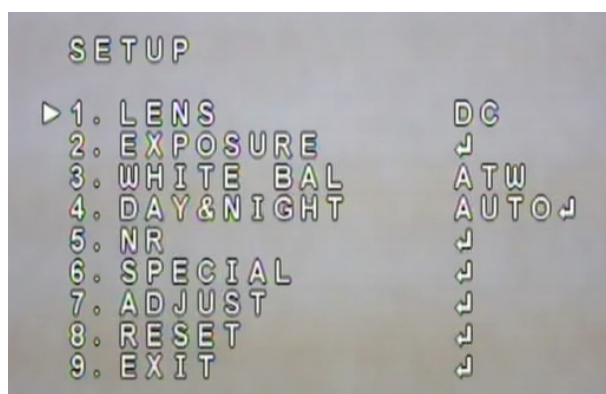 SETUP
▷1. LENS DC
2. EXPOSURE ↲
3. WHITE BAL ATW
4. DAY&NIGHT AUTO↲
5. NR ↲
6. SPECIAL ↲
7. ADJUST ↲
8. RESET ↲
9. EXIT ↲